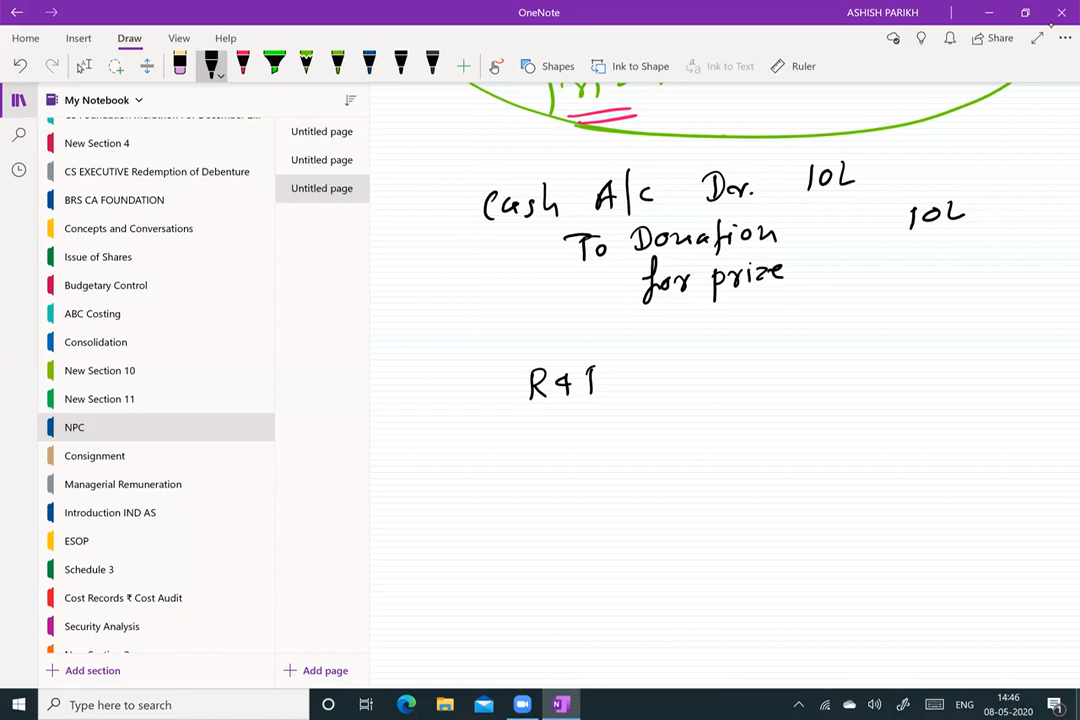 OneNote
ASHISH PARIKH
Home Insert Draw View Help
Share
Shapes Ink to Shape Ink to Text Ruler
My Notebook
New Section 4
CS EXECUTIVE Redemption of Debenture
BRS CA FOUNDATION
Concepts and Conversations
Issue of Shares
Budgetary Control
ABC Costing
Consolidation
New Section 10
New Section 11
NPC
Consignment
Managerial Remuneration
Introduction IND AS
ESOP
Schedule 3
Cost Records ₹ Cost Audit
Security Analysis
Add section
Untitled page
Untitled page
Untitled page
Add page
Cash A/c Dr. 10L
To Donation 10L
for prize
R &
Type here to search
ENG
14:46
08-05-2020